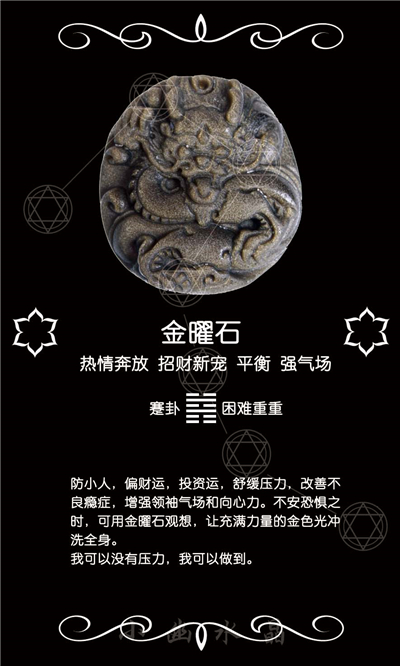 金曜石
热情奔放 招财新宠 平衡 强气场
蹇卦 困难重重
防小人，偏财运，投资运，舒缓压力，改善不
良瘾症，增强领袖气场和向心力。不安恐惧之
时，可用金曜石观想，让充满力量的金色光冲
洗全身。
我可以没有压力，我可以做到。
小幽水晶